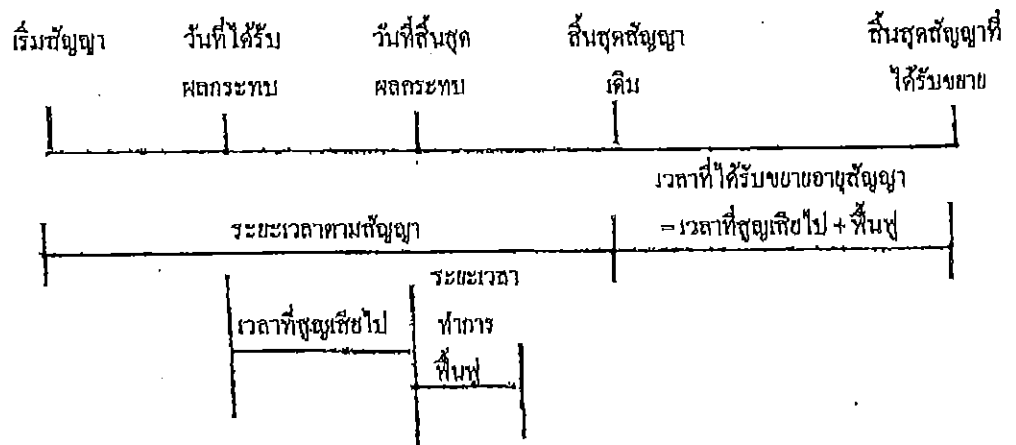 เริ่มสัญญา วันที่ได้รับ วันที่สิ้นสุด สิ้นสุดสัญญา สิ้นสุดสัญญาที่
ผลกระทบ ผลกระทบ เดิม ได้รับขยาย
เวลาที่ได้รับขยายอายุสัญญา
ระยะเวลาตามสัญญา =เวลาที่สูญเสียไป + ฟื้นฟู
ระยะเวลา
เวลาที่สูญเสียไป ทำการ
ฟื้นฟู